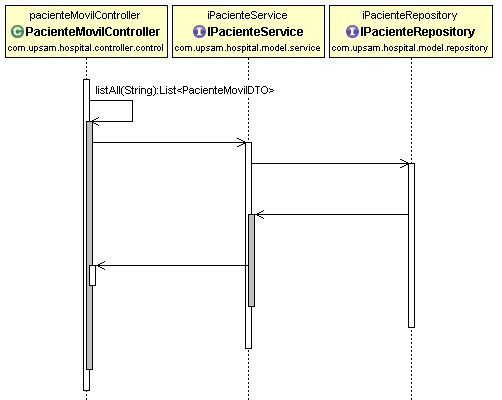 pacienteMovilController
C PacienteMovilController
com.upsam.hospital.controller.control
iPacienteService
I IPacienteService
com.upsam.hospital.model.service
iPacienteRepository
I IPacienteRepository
com.upsam.hospital.model.repository
listAll(String):List<PacienteMovilDTO>